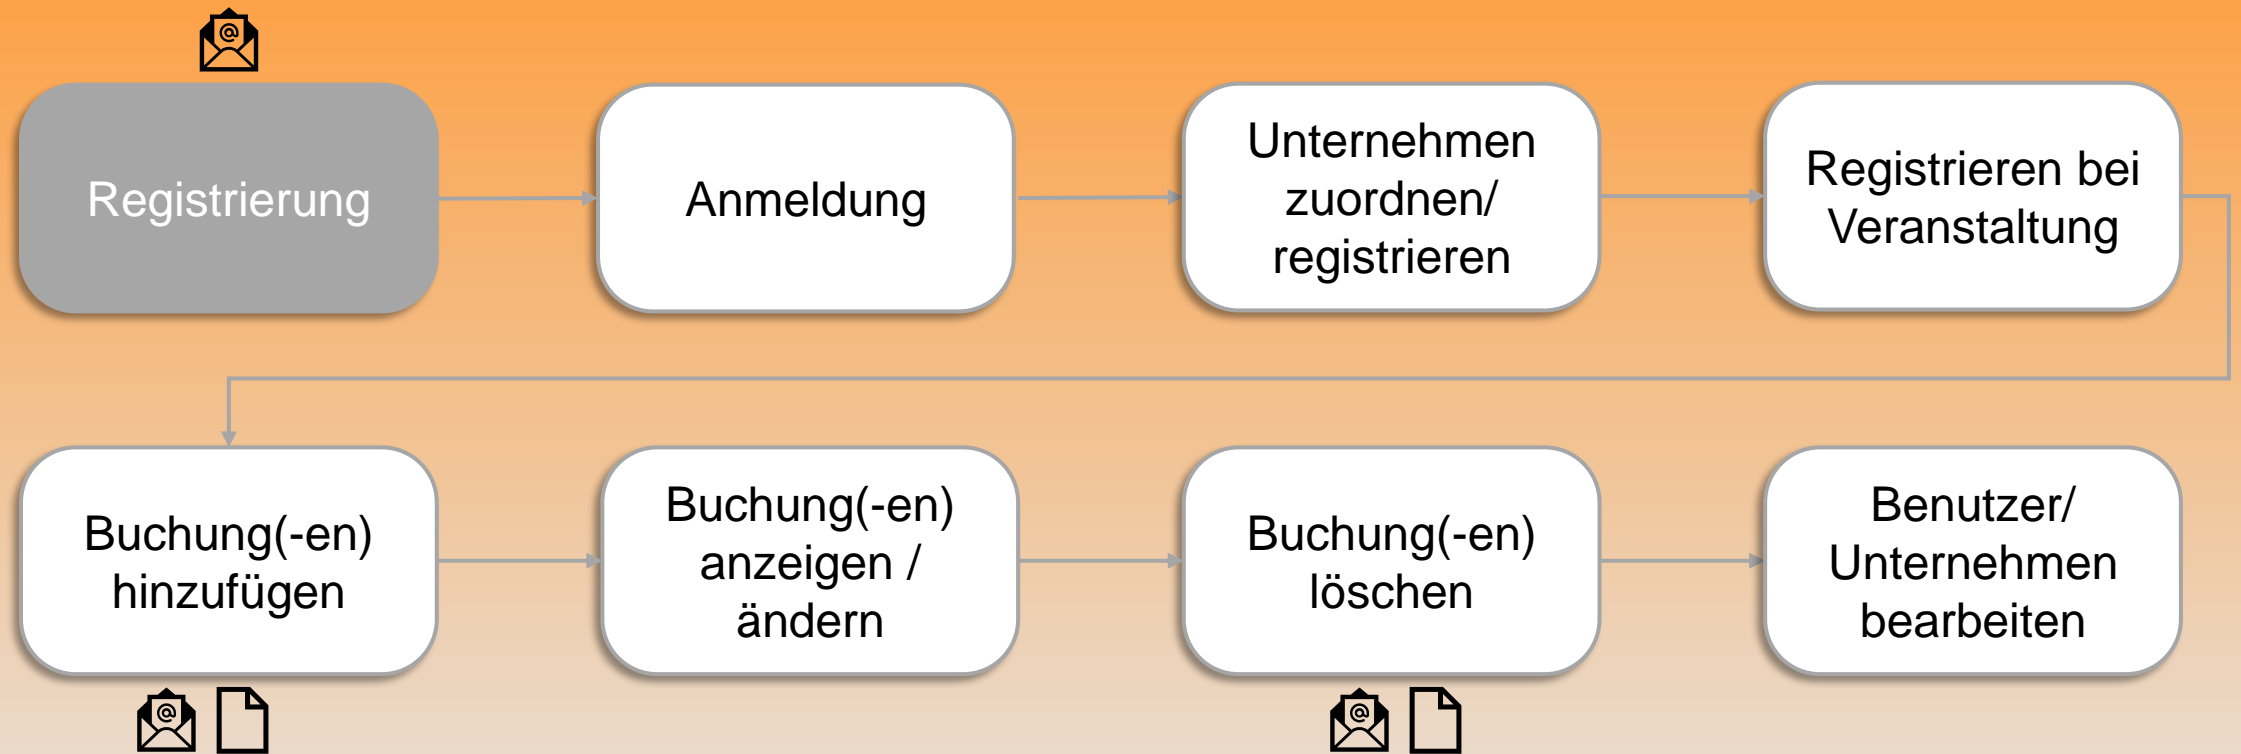 Registrierung
Anmeldung
Unternehmen
zuordnen/
registrieren
Registrieren bei
Veranstaltung
Buchung(-en)
hinzufügen
Buchung(-en)
anzeigen /
ändern
Buchung(-en)
löschen
Benutzer/
Unternehmen
bearbeiten